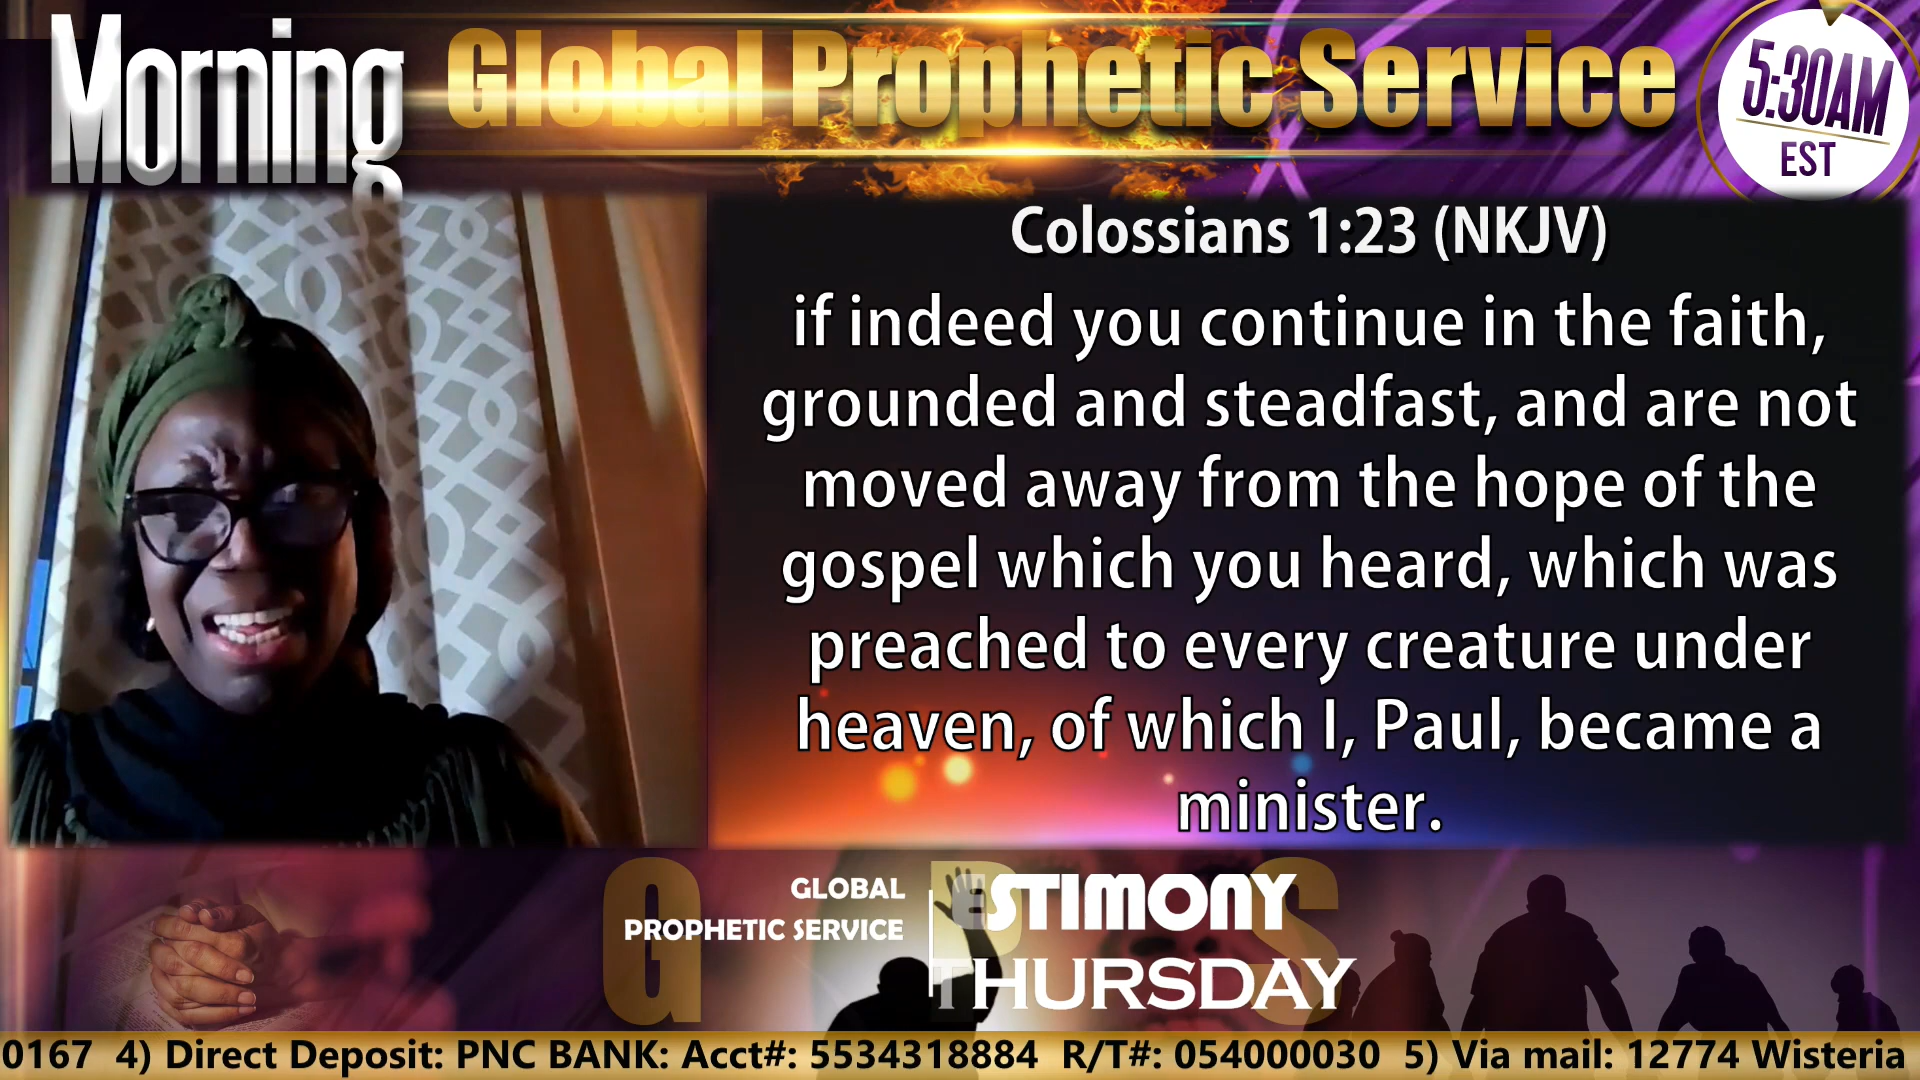 Morning Global Prophetic Service
5:30AM
EST
Colossians 1:23 (NKJV)
if indeed you continue in the faith,
grounded and steadfast, and are not
moved away from the hope of the
gospel which you heard, which was
preached to every creature under
heaven, of which I, Paul, became a
minister.
G P S
GLOBAL
PROPHETIC SERVICE
ESTIMONY
THURSDAY
0167 4) Direct Deposit: PNC BANK: Acct#: 5534318884 R/T#: 054000030 5) Via mail: 12774 Wisteria